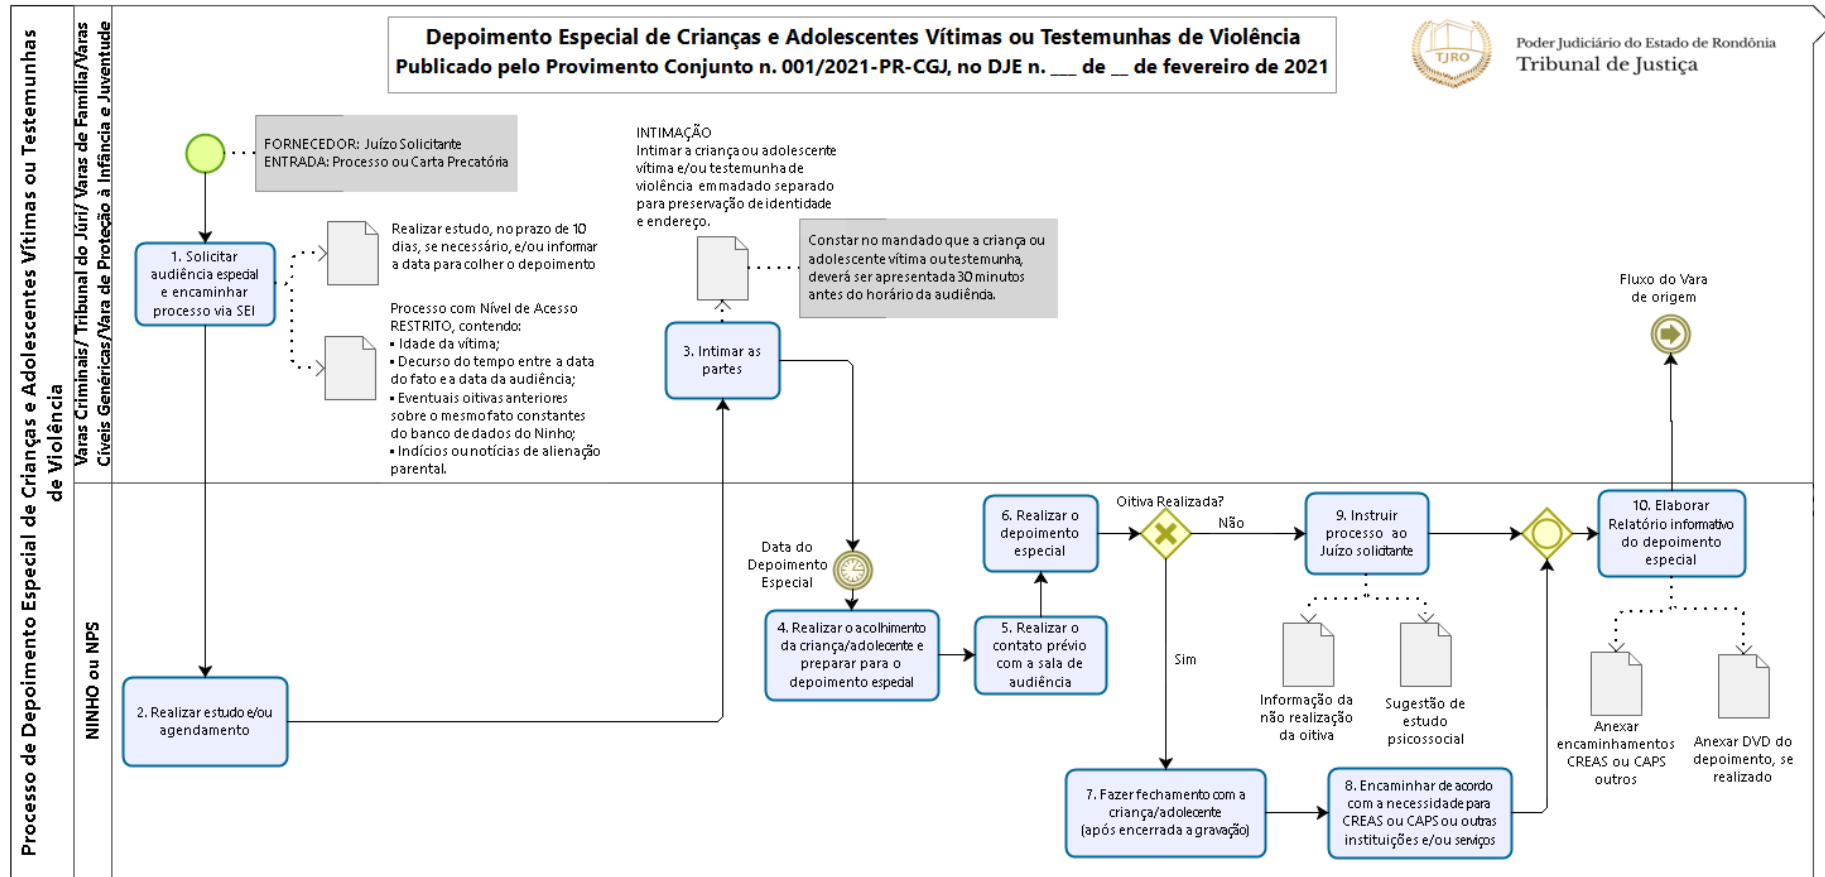 Processo de Depoimento Especial de Crianças e Adolescentes Vítimas ou Testemunhas
de Violência
Varas Criminais/ Tribunal do Júri/ Varas de Família/Varas
Cíveis Genéricas/Vara de Proteção à Infância e Juventude
NINHO ou NPS
Depoimento Especial de Crianças e Adolescentes Vítimas ou Testemunhas de Violência
Publicado pelo Provimento Conjunto n. 001/2021-PR-CGJ, no DJE n. ___ de __ de fevereiro de 2021
TJRO
Poder Judiciário do Estado de Rondônia
Tribunal de Justiça
FORNECEDOR: Juízo Solicitante
ENTRADA: Processo ou Carta Precatória
1. Solicitar
audiência especial
e encaminhar
processo via SEI
Realizar estudo, no prazo de 10
dias, se necessário, e/ou informar
a data para colher o depoimento
Processo com Nível de Acesso
RESTRITO, contendo:
▪ Idade da vítima;
▪ Decurso do tempo entre a data
do fato e a data da audiência;
▪ Eventuais oitivas anteriores
sobre o mesmo fato constantes
do banco de dados do Ninho;
▪ Indícios ou notícias de alienação
parental.
INTIMAÇÃO
Intimar a criança ou adolescente
vítima e/ou testemunha de
violência em madado separado
para preservação de identidade
e endereço.
Constar no mandado que a criança ou
adolescente vítima ou testemunha,
deverá ser apresentada 30 minutos
antes do horário da audiência.
3. Intimar as
partes
Fluxo do Vara
de origem
2. Realizar estudo e/ou
agendamento
Data do
Depoimento
Especial
4. Realizar o acolhimento
da criança/adolecente e
preparar para o
depoimento especial
5. Realizar o
contato prévio
com a sala de
audiência
6. Realizar o
depoimento
especial
Oitiva Realizada?
Não
Sim
9. Instruir
processo ao
Juízo solicitante
Informação da
não realização
da oitiva
Sugestão de
estudo
psicossocial
7. Fazer fechamento com a
criança/adolecente
(após encerrada a gravação)
8. Encaminhar de acordo
com a necessidade para
CREAS ou CAPS ou outras
instituições e/ou serviços
10. Elaborar
Relatório informativo
do depoimento
especial
Anexar
encaminhamentos
CREAS ou CAPS
outros
Anexar DVD do
depoimento, se
realizado